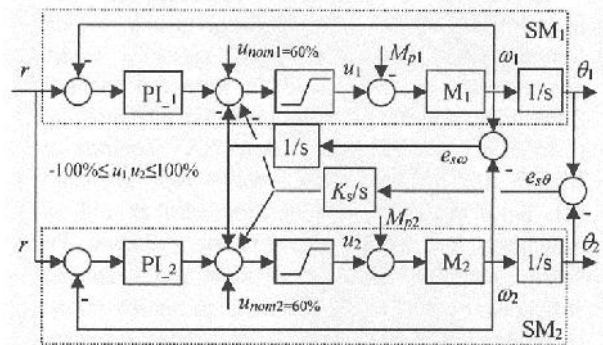 SM1
r
-
PI_1
unom1=60%
-
-
u1
Mp1
-
M1
ω1
1/s
θ1
-100%≤ u1,u2≤100%
1/s
esω
-
Ks/s
esθ
-
r
-
PI_2
unom2=60%
u2
Mp2
-
M2
ω2
1/s
θ2
SM2